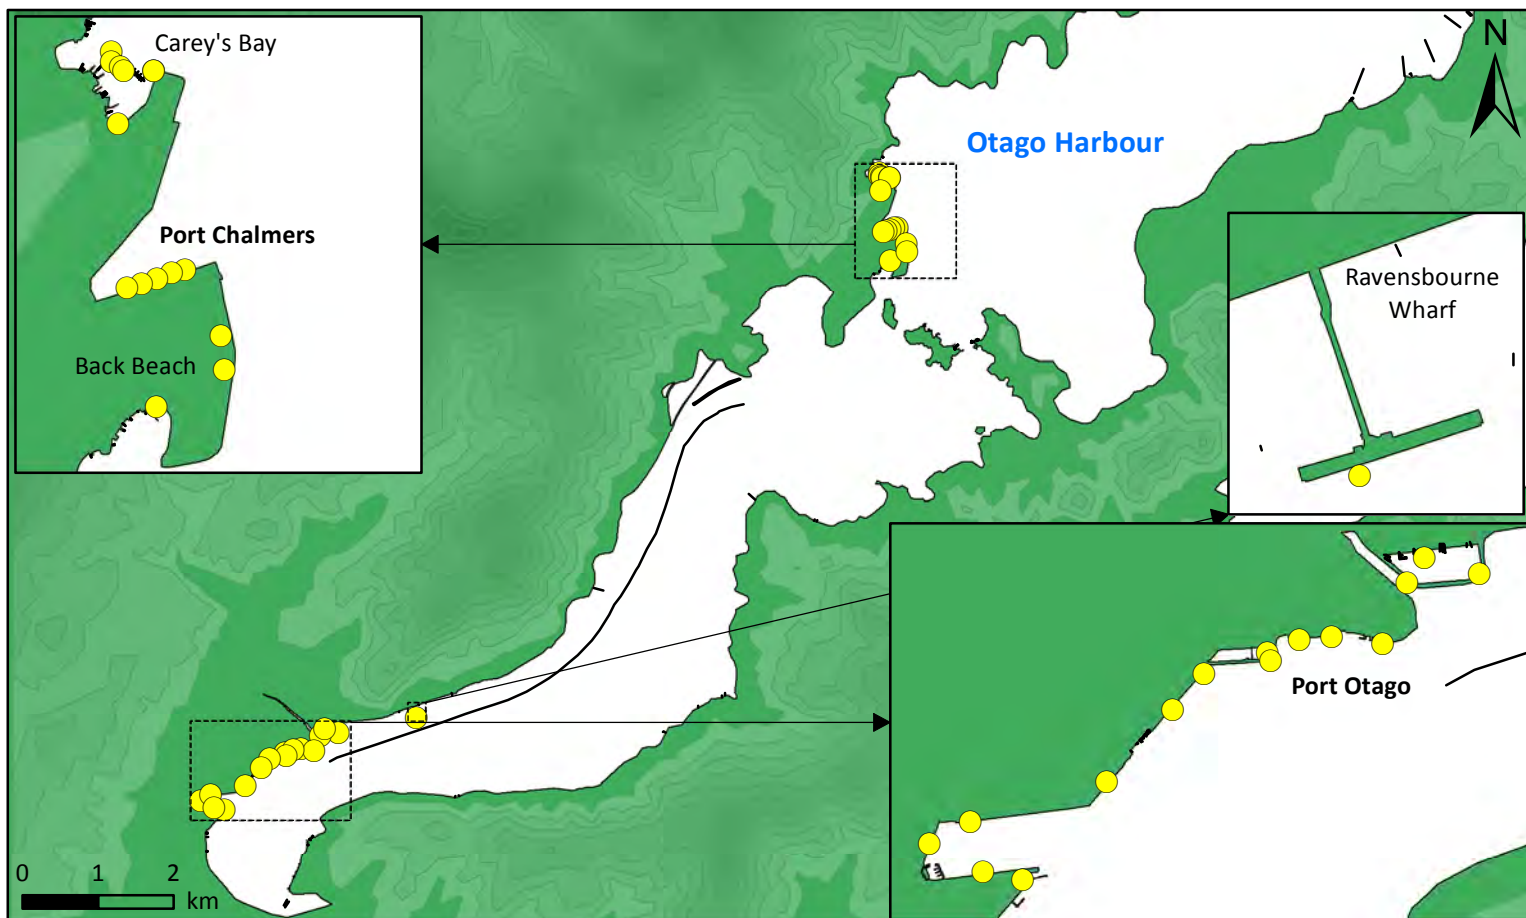 Carey's Bay
N
Otago Harbour
Port Chalmers
Ravensbourne
Wharf
Back Beach
Port Otago
0 1 2
km